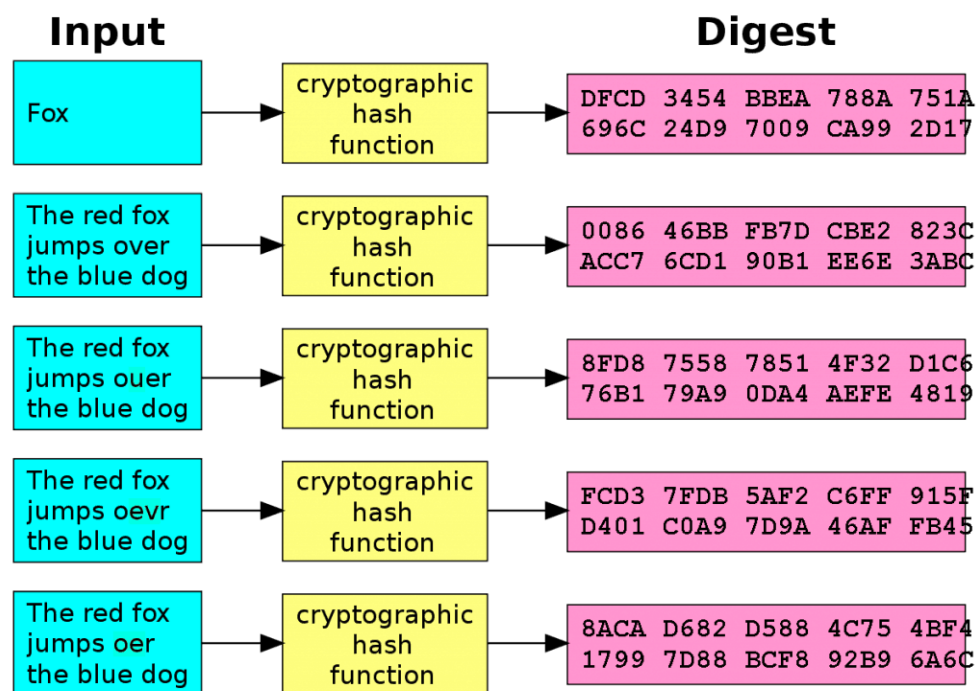 Input
Digest
Fox
cryptographic
hash
function
DFCD 3454 BBEA 788A 751A
696C 24D9 7009 CA99 2D17
The red fox
jumps over
the blue dog
cryptographic
hash
function
0086 46BB FB7D CBE2 823C
ACC7 6CD1 90B1 EE6E 3ABC
The red fox
jumps ouer
the blue dog
cryptographic
hash
function
8FD8 7558 7851 4F32 D1C6
76B1 79A9 0DA4 AEFE 4819
The red fox
jumps oevr
the blue dog
cryptographic
hash
function
FCD3 7FDB 5AF2 C6FF 915F
D401 C0A9 7D9A 46AF FB45
The red fox
jumps oer
the blue dog
cryptographic
hash
function
8ACA D682 D588 4C75 4BF4
1799 7D88 BCF8 92B9 6A6C